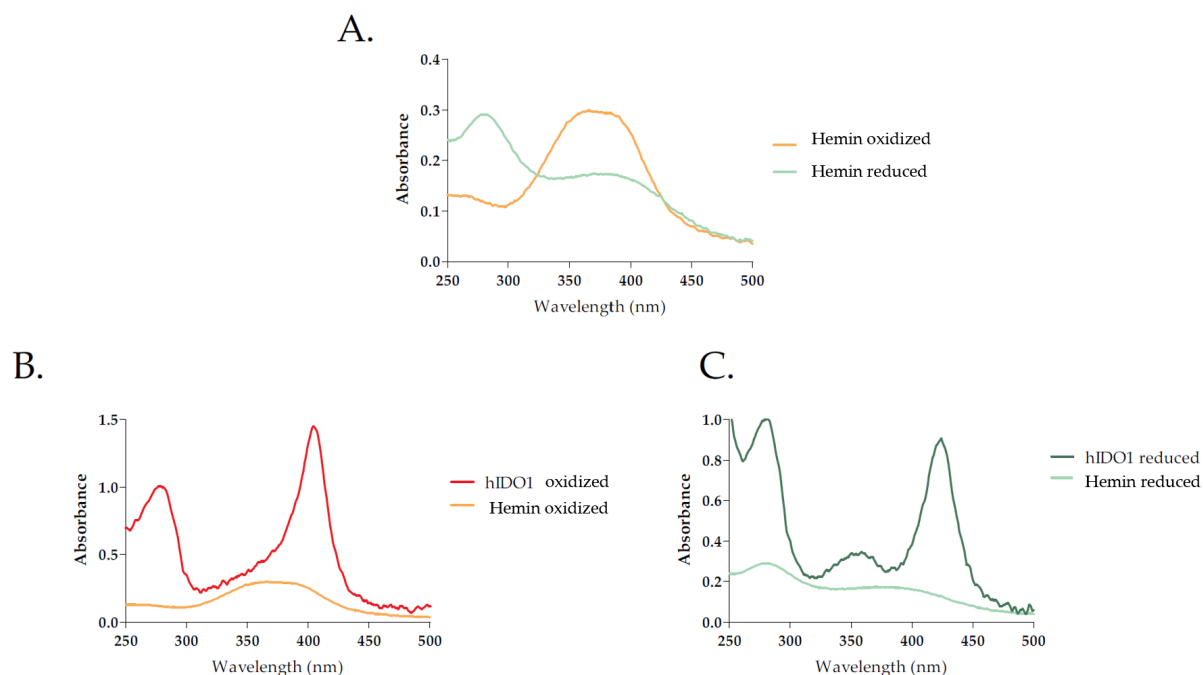 A.
0.4
0.3
0.2
0.1
0.0
Absorbance
250 300 350 400 450 500
Wavelength (nm)
Hemin oxidized
Hemin reduced
B.
1.5
1.0
0.5
0.0
Absorbance
250 300 350 400 450 500
Wavelength (nm)
hIDO1 oxidized
Hemin oxidized
C.
1.0
0.8
0.6
0.4
0.2
0.0
Absorbance
250 300 350 400 450 500
Wavelength (nm)
hIDO1 reduced
Hemin reduced